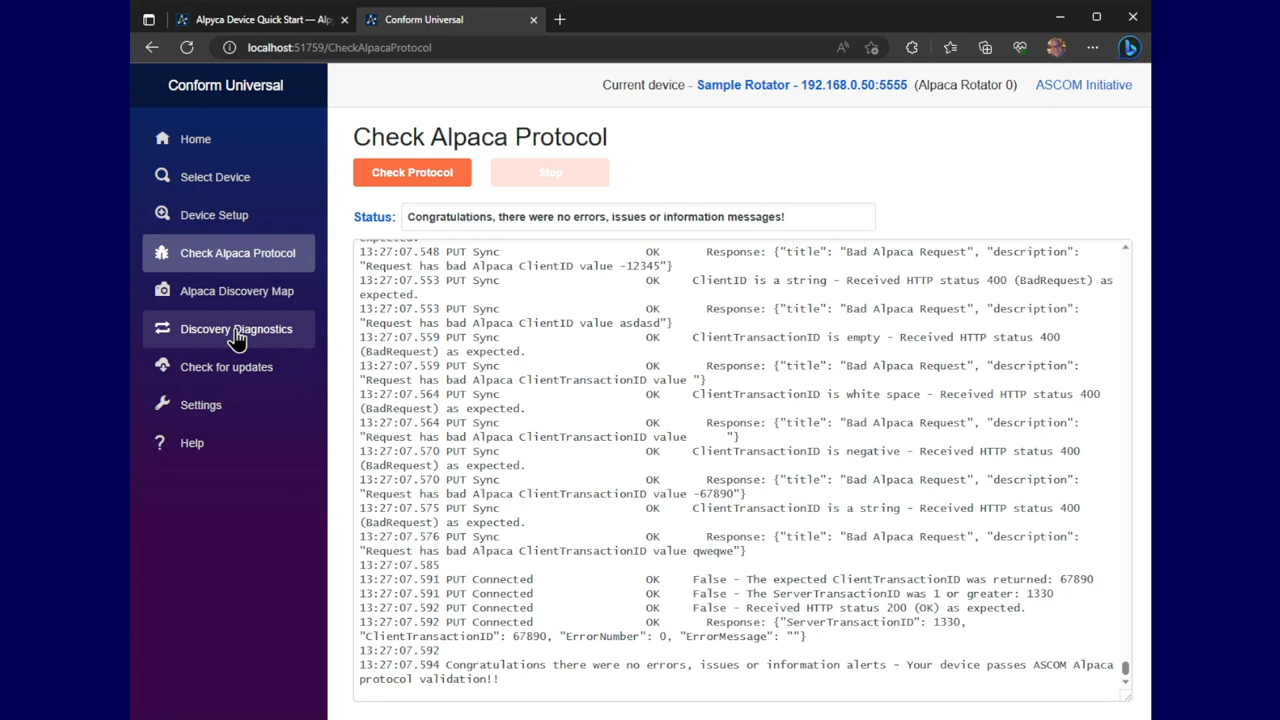 Alpyca Device Quick Start — Alp
Conform Universal
localhost:51759/CheckAlpacaProtocol
Conform Universal
Current device - Sample Rotator - 192.168.0.50:5555 (Alpaca Rotator 0)
ASCOM Initiative
Home
Select Device
Device Setup
Check Alpaca Protocol
Alpaca Discovery Map
Discovery Diagnostics
Check for updates
Settings
? Help
Check Alpaca Protocol
Check Protocol
Stop
Status: Congratulations, there were no errors, issues or information messages!
expected.
13:27:07.548 PUT Sync OK Response: {"title": "Bad Alpaca Request", "description":
"Request has bad Alpaca ClientID value -12345"}
13:27:07.553 PUT Sync OK ClientID is a string - Received HTTP status 400 (BadRequest) as
expected.
13:27:07.553 PUT Sync OK Response: {"title": "Bad Alpaca Request", "description":
"Request has bad Alpaca ClientID value asdasd"}
13:27:07.559 PUT Sync OK ClientTransactionID is empty - Received HTTP status 400
(BadRequest) as expected.
13:27:07.559 PUT Sync OK Response: {"title": "Bad Alpaca Request", "description":
"Request has bad Alpaca ClientTransactionID value "}
13:27:07.564 PUT Sync OK ClientTransactionID is white space - Received HTTP status 400
(BadRequest) as expected.
13:27:07.564 PUT Sync OK Response: {"title": "Bad Alpaca Request", "description":
"Request has bad Alpaca ClientTransactionID value "}
13:27:07.570 PUT Sync OK ClientTransactionID is negative - Received HTTP status 400
(BadRequest) as expected.
13:27:07.570 PUT Sync OK Response: {"title": "Bad Alpaca Request", "description":
"Request has bad Alpaca ClientTransactionID value -67890"}
13:27:07.575 PUT Sync OK ClientTransactionID is a string - Received HTTP status 400
(BadRequest) as expected.
13:27:07.576 PUT Sync OK Response: {"title": "Bad Alpaca Request", "description":
"Request has bad Alpaca ClientTransactionID value qweqwe"}
13:27:07.585
13:27:07.591 PUT Connected OK False - The expected ClientTransactionID was returned: 67890
13:27:07.591 PUT Connected OK False - The ServerTransactionID was 1 or greater: 1330
13:27:07.592 PUT Connected OK False - Received HTTP status 200 (OK) as expected.
13:27:07.592 PUT Connected OK Response: {"ServerTransactionID": 1330,
"ClientTransactionID": 67890, "ErrorNumber": 0, "ErrorMessage": ""}
13:27:07.592
13:27:07.594 Congratulations there were no errors, issues or information alerts - Your device passes ASCOM Alpaca
protocol validation!!